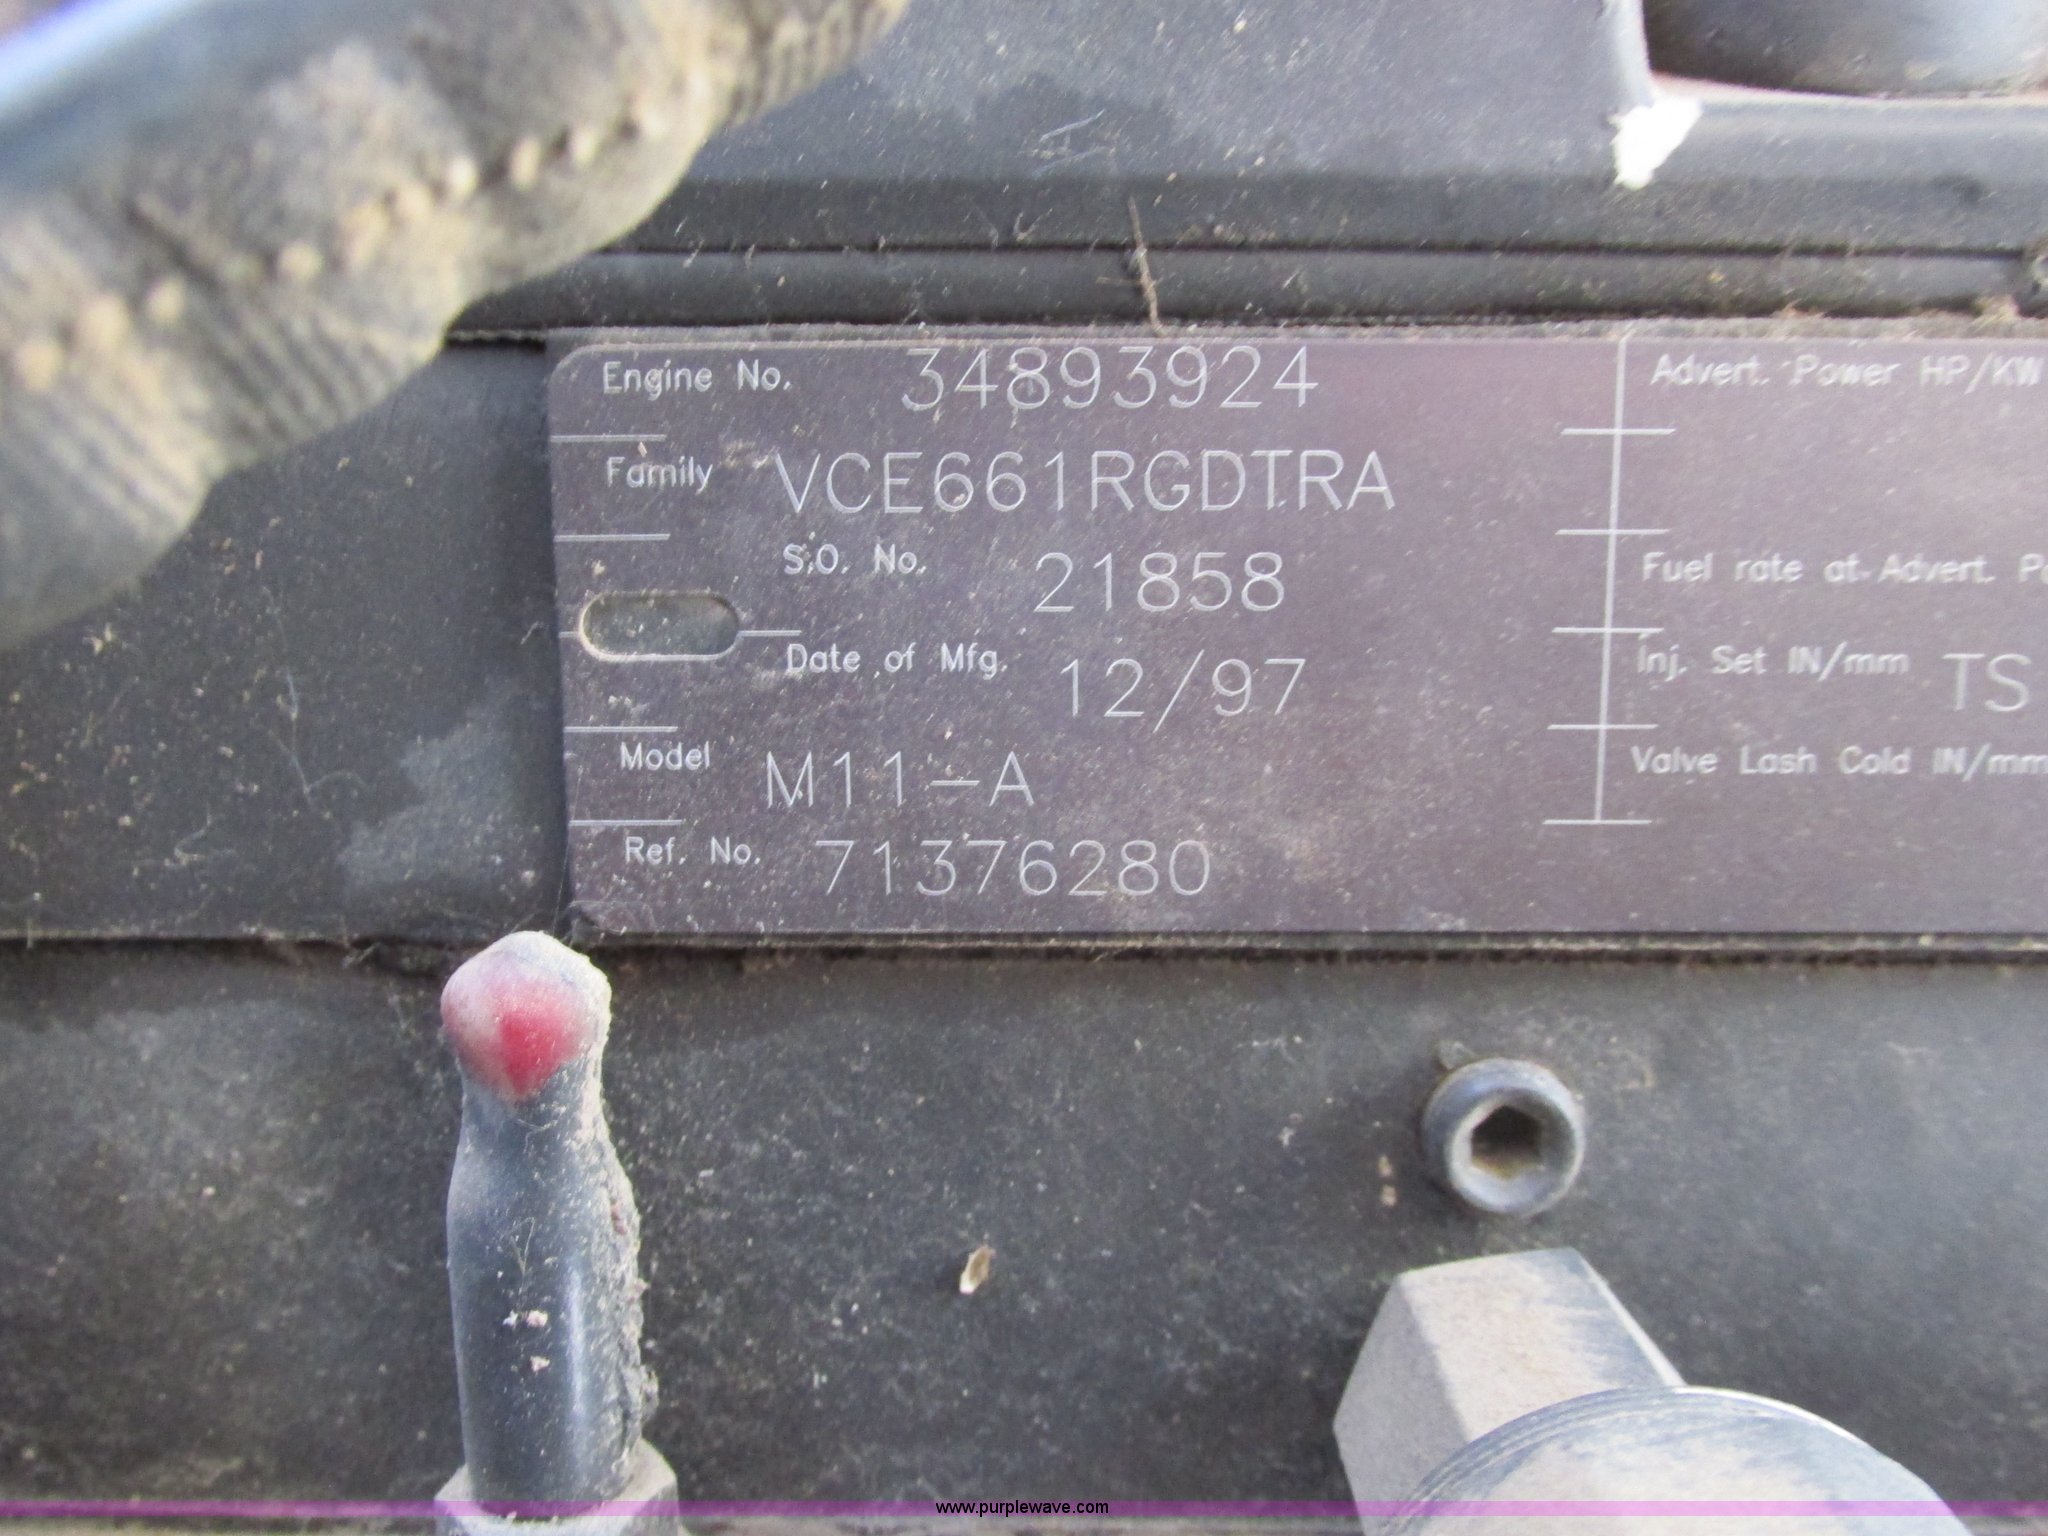 Engine No. 34893924
Family VCE661RGDTRA
S.O. No. 21858
Date of Mfg. 12/97
Model M11-A
Ref. No. 71376280
Advert. Power HP/KW
Fuel rate at Advert.
Inj. Set IN/mm TS
Valve Lash Cold IN/mm
www.purplewave.com